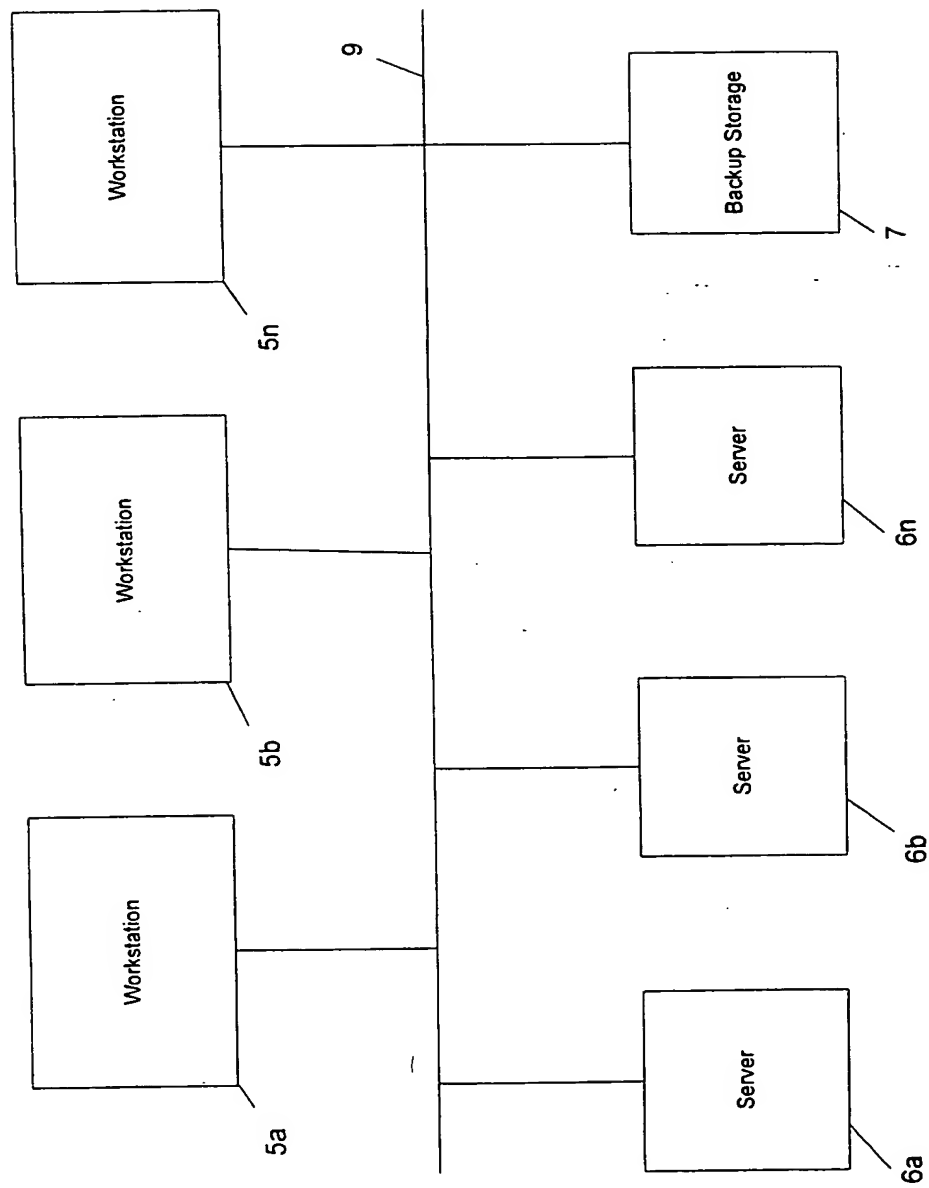 Workstation
Workstation
Workstation
5a
5b
5n
9
Server
Server
Server
Backup Storage
6a
6b
6n
7